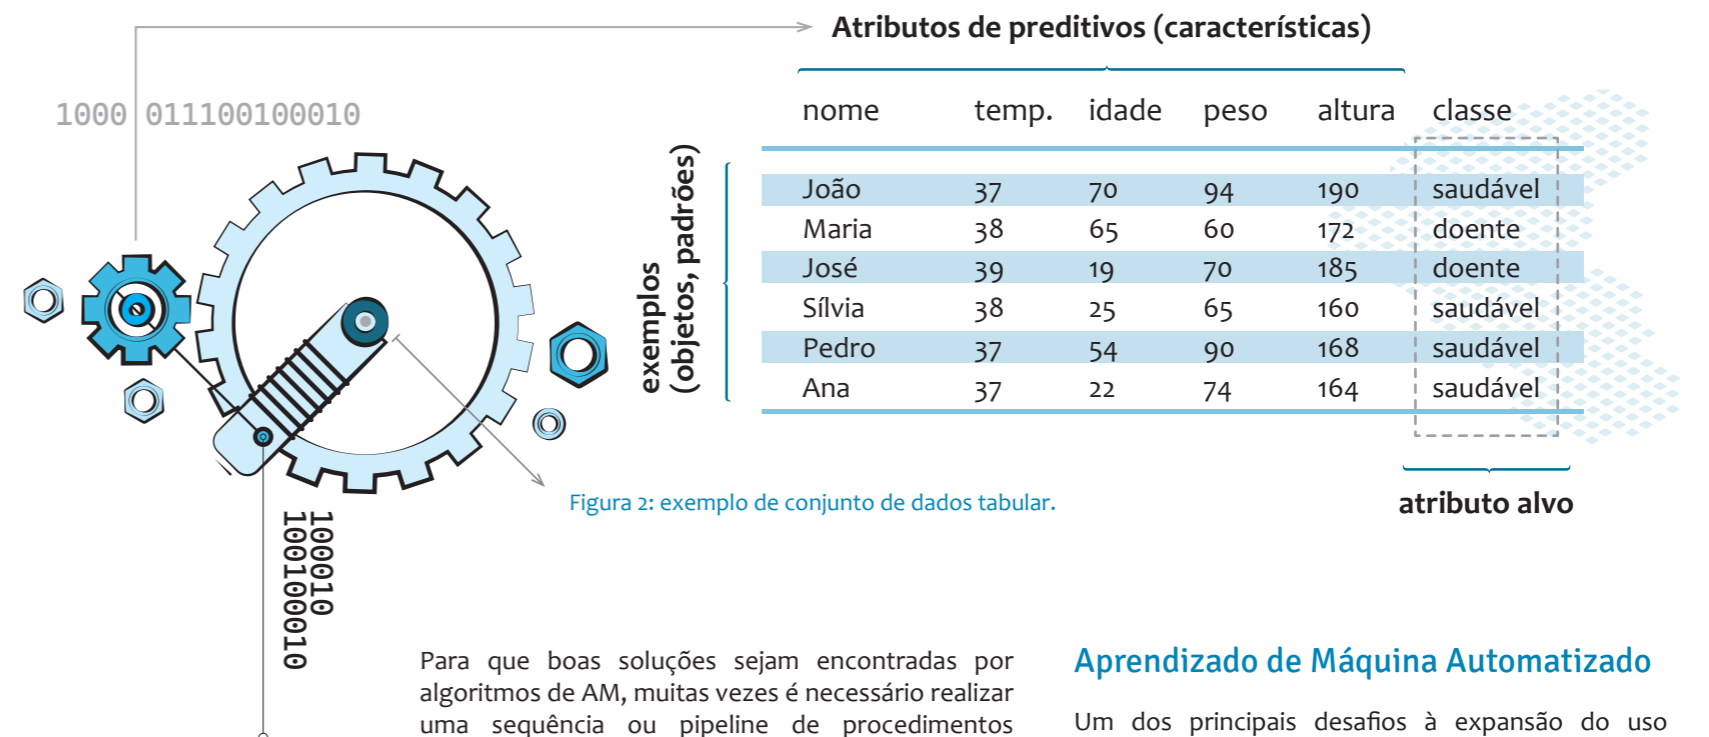 Atributos de preditivos (características)
1000 011100100010
nome temp. idade peso altura classe
exemplos
(objetos, padrões)
João 37 70 94 190 saudável
Maria 38 65 60 172 doente
José 39 19 70 185 doente
Sílvia 38 25 65 160 saudável
Pedro 37 54 90 168 saudável
Ana 37 22 74 164 saudável
Figura 2: exemplo de conjunto de dados tabular.
atributo alvo
100010
1001000010
Para que boas soluções sejam encontradas por
algoritmos de AM, muitas vezes é necessário realizar
uma sequência ou pipeline de procedimentos
Aprendizado de Máquina Automatizado
Um dos principais desafios à expansão do uso